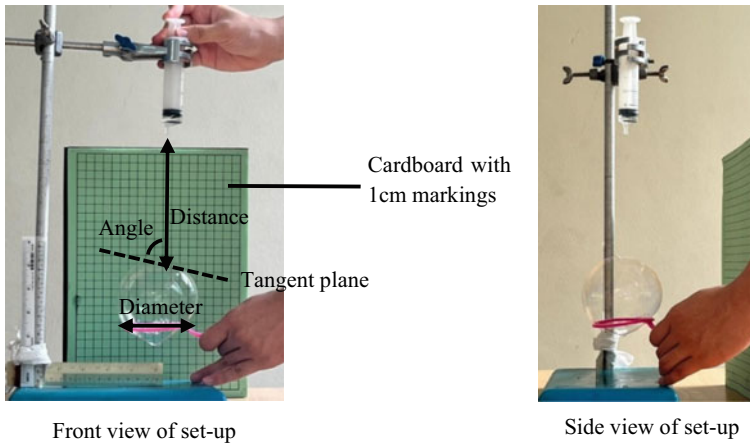 Cardboard with
1cm markings
Distance
Angle
Tangent plane
Diameter
Front view of set-up
Side view of set-up